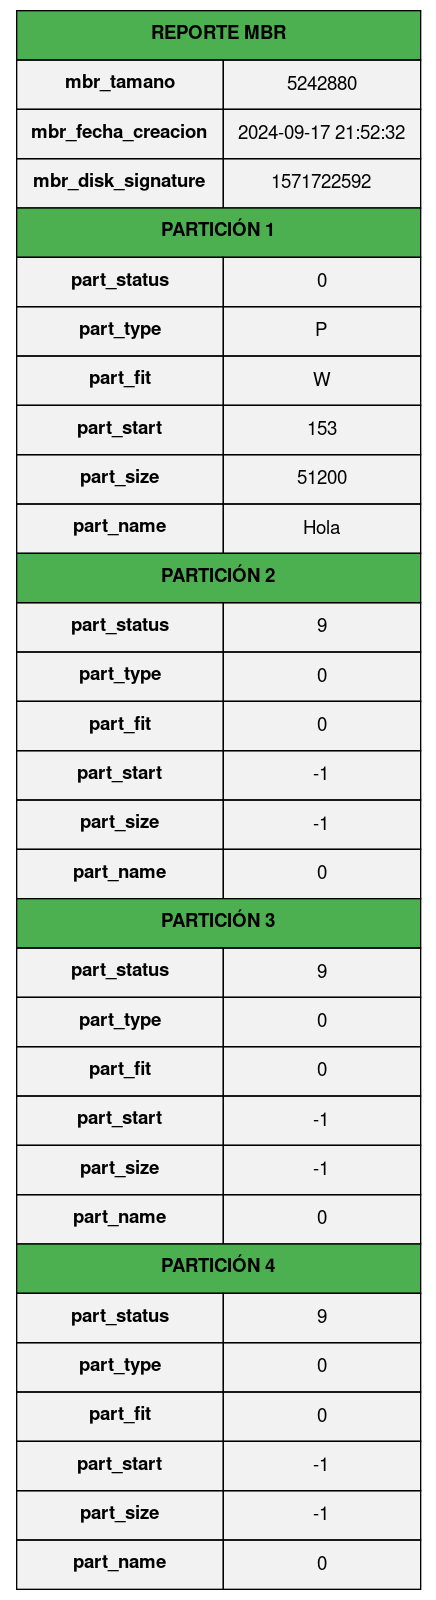 REPORTE MBR
mbr_tamano 5242880
mbr_fecha_creacion 2024-09-17 21:52:32
mbr_disk_signature 1571722592
PARTICIÓN 1
part_status 0
part_type P
part_fit W
part_start 153
part_size 51200
part_name Hola
PARTICIÓN 2
part_status 9
part_type 0
part_fit 0
part_start -1
part_size -1
part_name 0
PARTICIÓN 3
part_status 9
part_type 0
part_fit 0
part_start -1
part_size -1
part_name 0
PARTICIÓN 4
part_status 9
part_type 0
part_fit 0
part_start -1
part_size -1
part_name 0